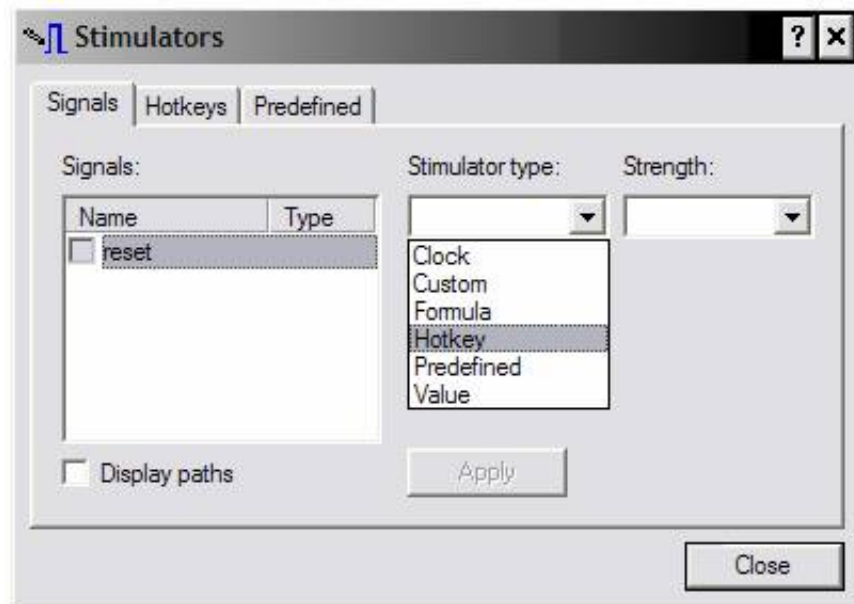 Stimulators
? X
Signals Hotkeys Predefined
Signals: Stimulator type: Strength:
Name Type
reset
Clock
Custom
Formula
Hotkey
Predefined
Value
Display paths Apply
Close